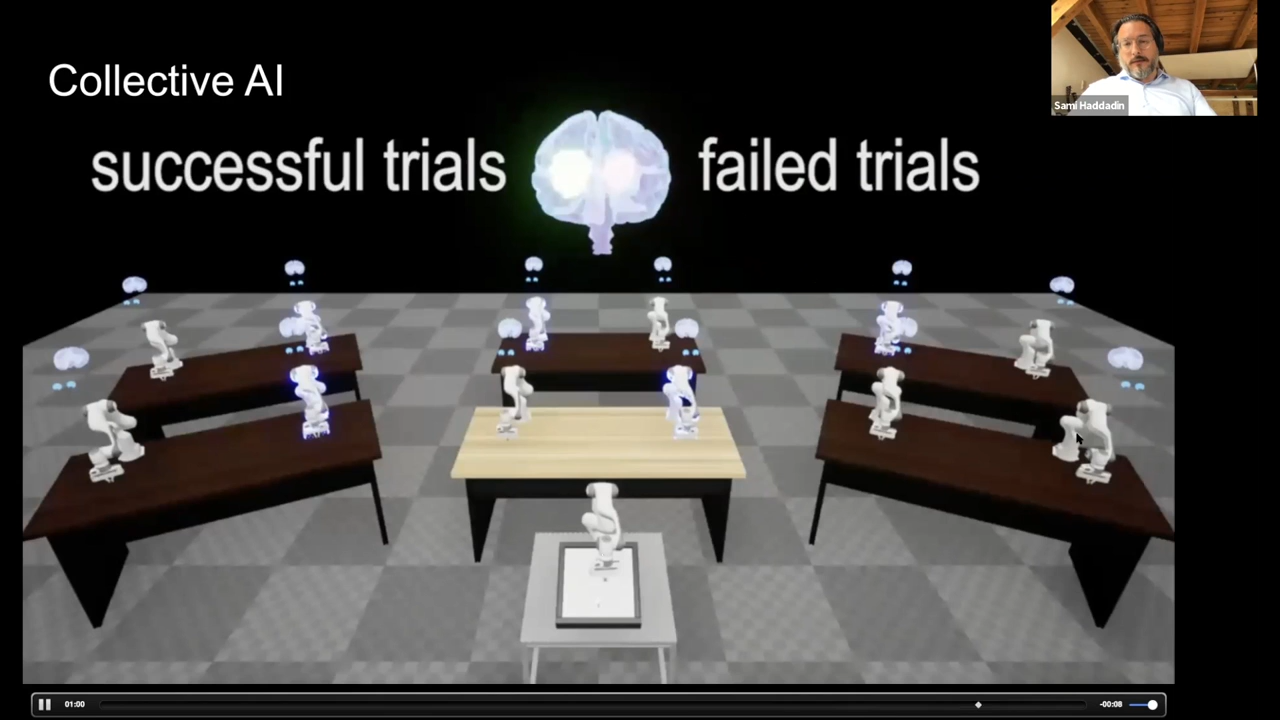 Collective AI
Sami Haddadin
successful trials
failed trials
01:00
-00:08